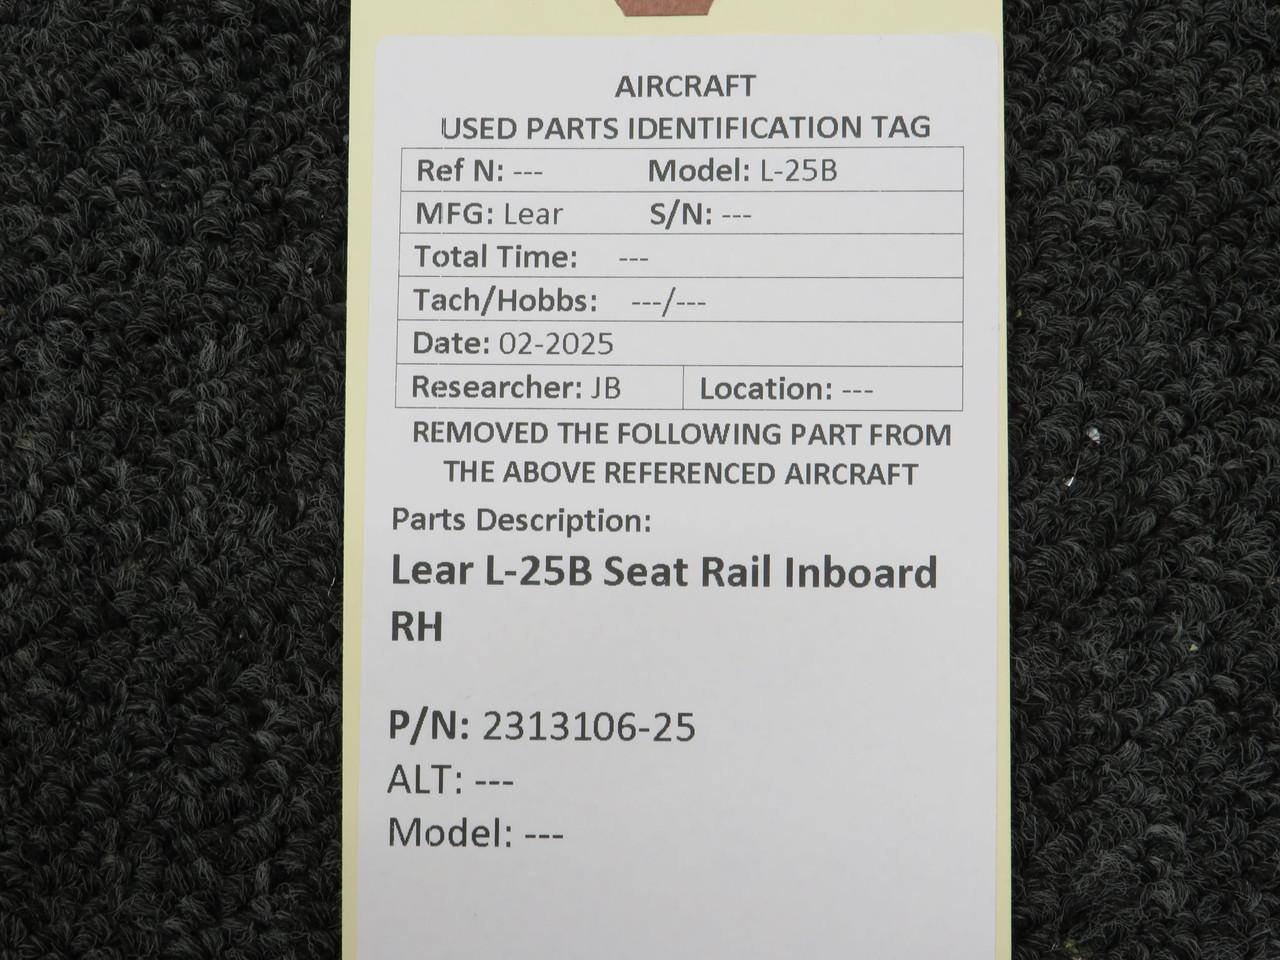 AIRCRAFT
USED PARTS IDENTIFICATION TAG
Ref N: --- Model: L-25B
MFG: Lear S/N: ---
Total Time: ---
Tach/Hobbs: ---/---
Date: 02-2025
Researcher: JB Location: ---
REMOVED THE FOLLOWING PART FROM
THE ABOVE REFERENCED AIRCRAFT
Parts Description:
Lear L-25B Seat Rail Inboard
RH
P/N: 2313106-25
ALT: ---
Model: ---